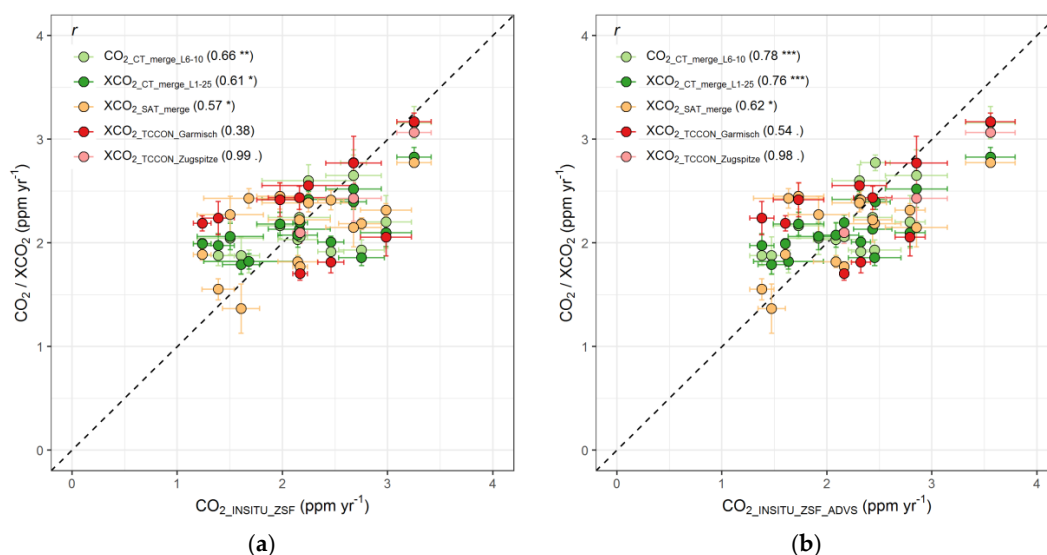 r
CO2_CT_merge_L6-10 (0.66 **)
XCO2_CT_merge_L1-25 (0.61 *)
XCO2_SAT_merge (0.57 *)
XCO2_TCCON_Garmisch (0.38)
XCO2_TCCON_Zugspitze (0.99 .)
4
3
2
1
0
CO2 / XCO2 (ppm yr-1)
0 1 2 3 4
CO2_INSITU_ZSF (ppm yr-1)
(a)
r
CO2_CT_merge_L6-10 (0.78 ***)
XCO2_CT_merge_L1-25 (0.76 ***)
XCO2_SAT_merge (0.62 *)
XCO2_TCCON_Garmisch (0.54 .)
XCO2_TCCON_Zugspitze (0.98 .)
4
3
2
1
0
CO2 / XCO2 (ppm yr-1)
0 1 2 3 4
CO2_INSITU_ZSF_ADVS (ppm yr-1)
(b)